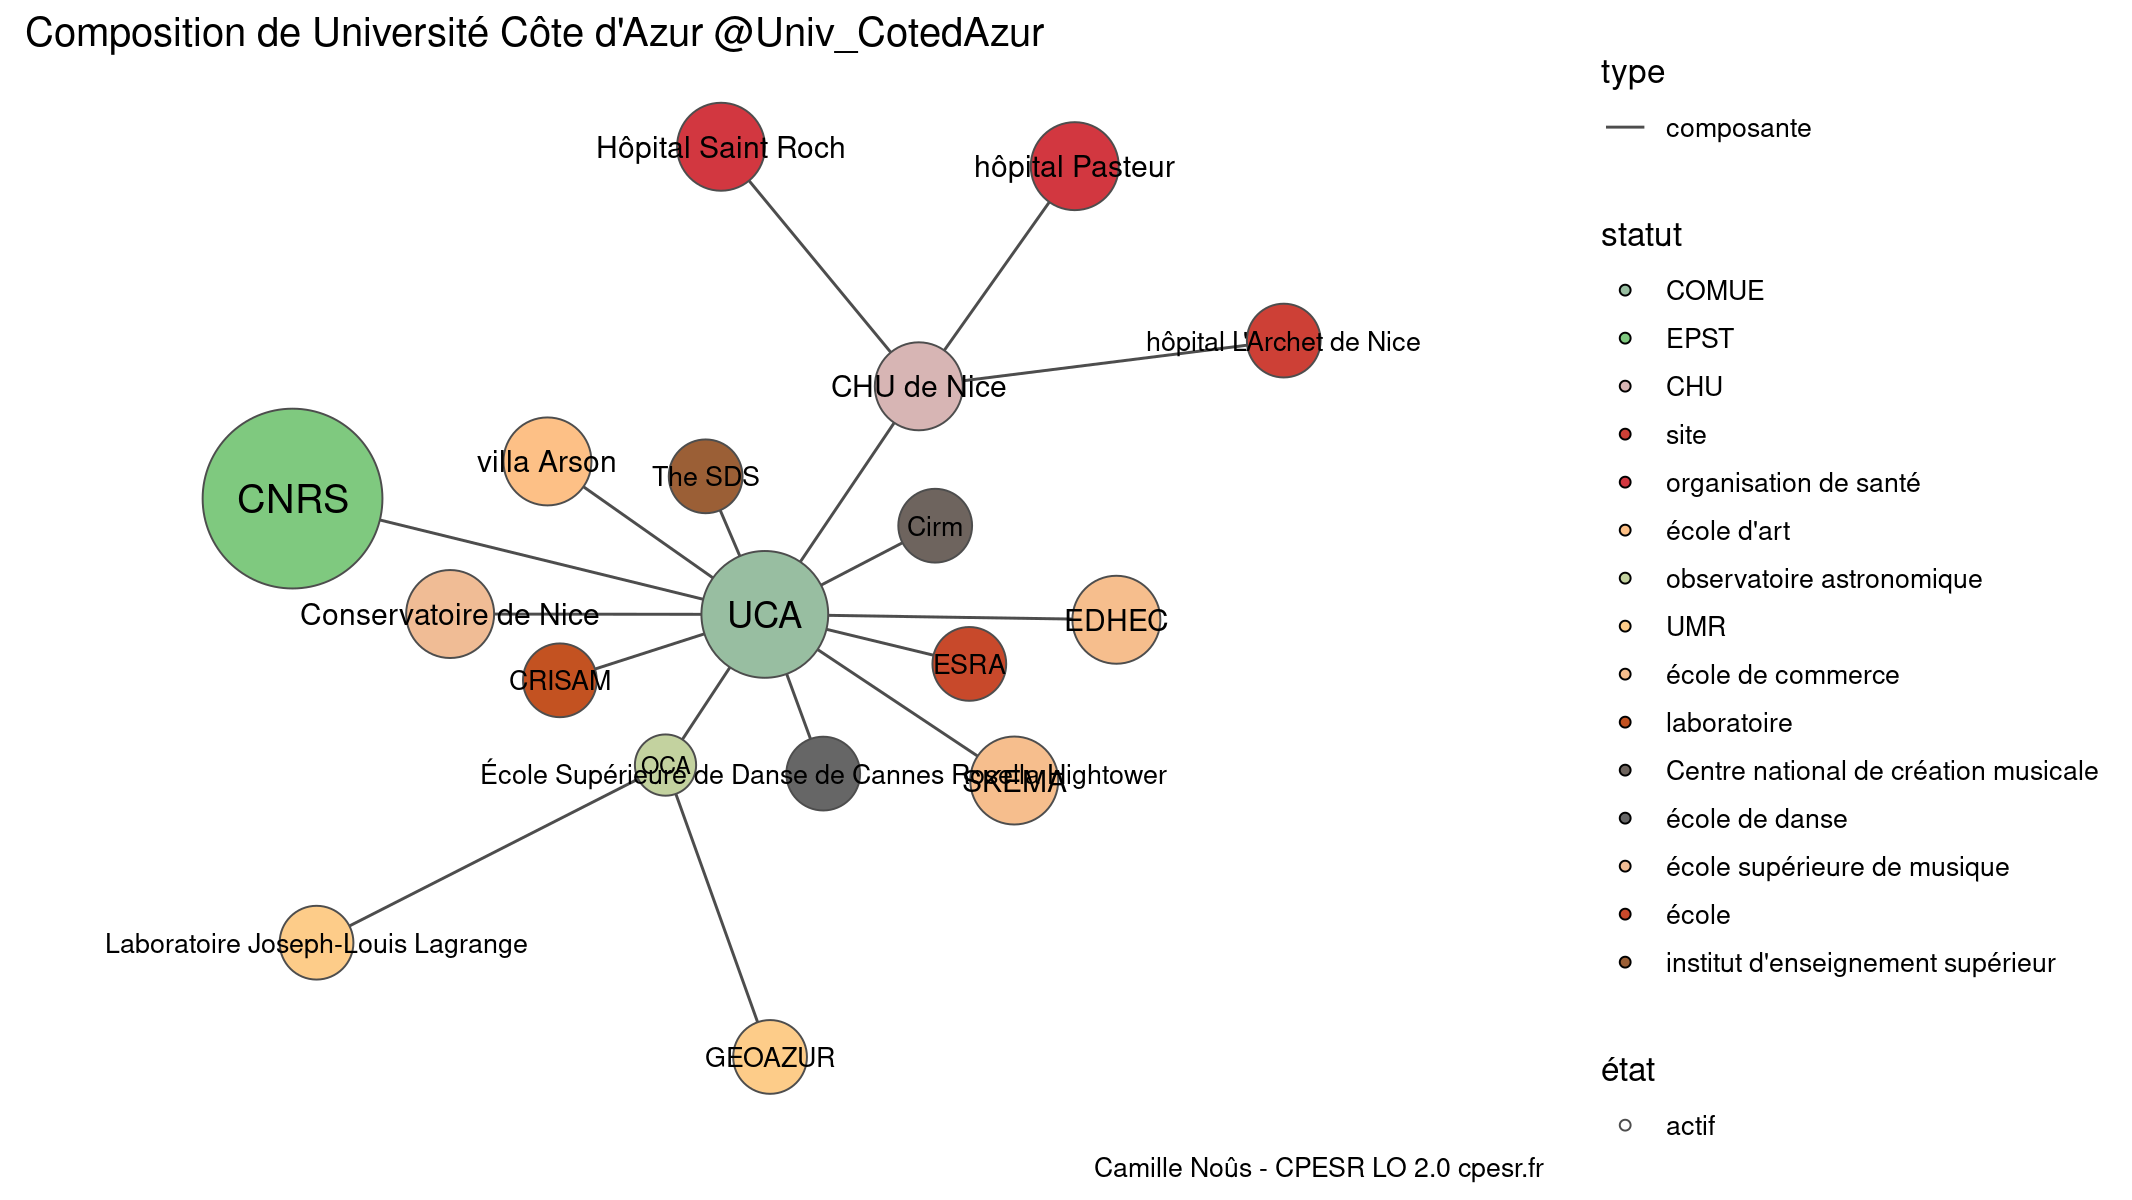 Composition de Université Côte d'Azur @Univ_CotedAzur
Hôpital Saint Roch
hôpital Pasteur
hôpital L'Archet de Nice
CHU de Nice
villa Arson
The SDS
CNRS
Cirm
Conservatoire de Nice
UCA
EDHEC
ESRA
CRISAM
OCA
École Supérieure de Danse de Cannes Rosella Hightower
SKEMA
Laboratoire Joseph-Louis Lagrange
GEOAZUR
type
composante
statut
COMUE
EPST
CHU
site
organisation de santé
école d'art
observatoire astronomique
UMR
école de commerce
laboratoire
Centre national de création musicale
école de danse
école supérieure de musique
école
institut d'enseignement supérieur
état
actif
Camille Noûs - CPESR LO 2.0 cpesr.fr